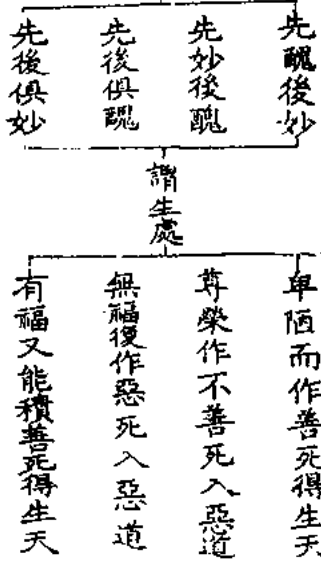 先醜後妙
先妙後醜
先後俱醜
先後俱妙
謂生處
卑陋而作善死得生天
尊榮作不善死入惡道
無福復作惡死入惡道
有福又能積善死得生天